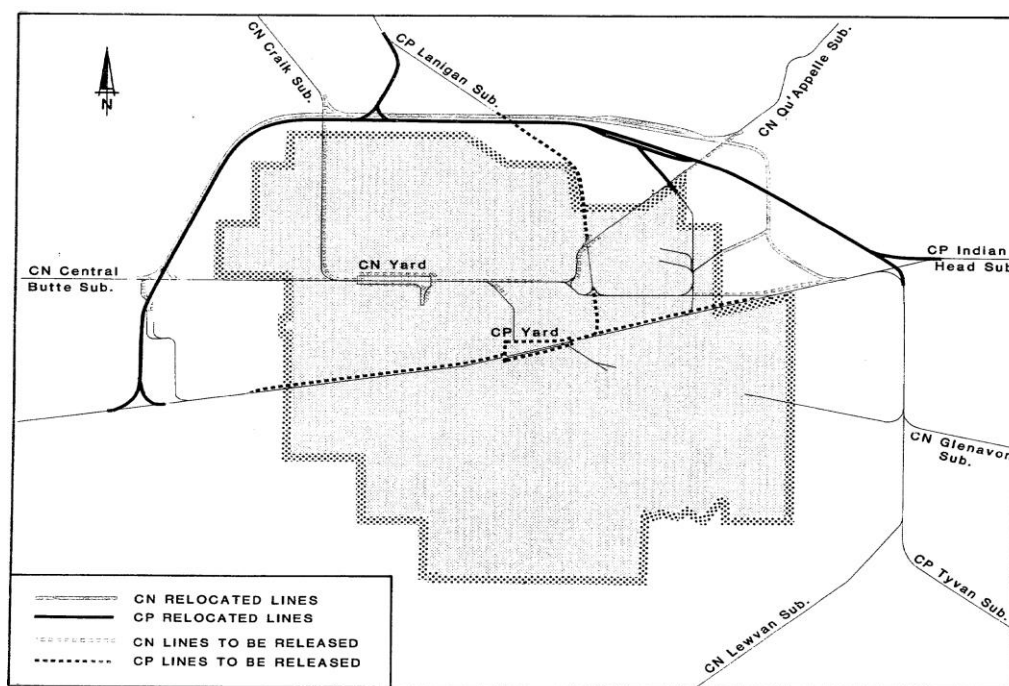 CN Craik Sub.
CP Lanigan Sub.
CN Qu'Appelle Sub.
N
CN Central
Butte Sub.
CN Yard
CP Indian
Head Sub.
CP Yard
CN Glenavon
Sub.
CP Tyvan Sub.
CN Lewvan Sub.
CN RELOCATED LINES
CP RELOCATED LINES
CN LINES TO BE RELEASED
CP LINES TO BE RELEASED